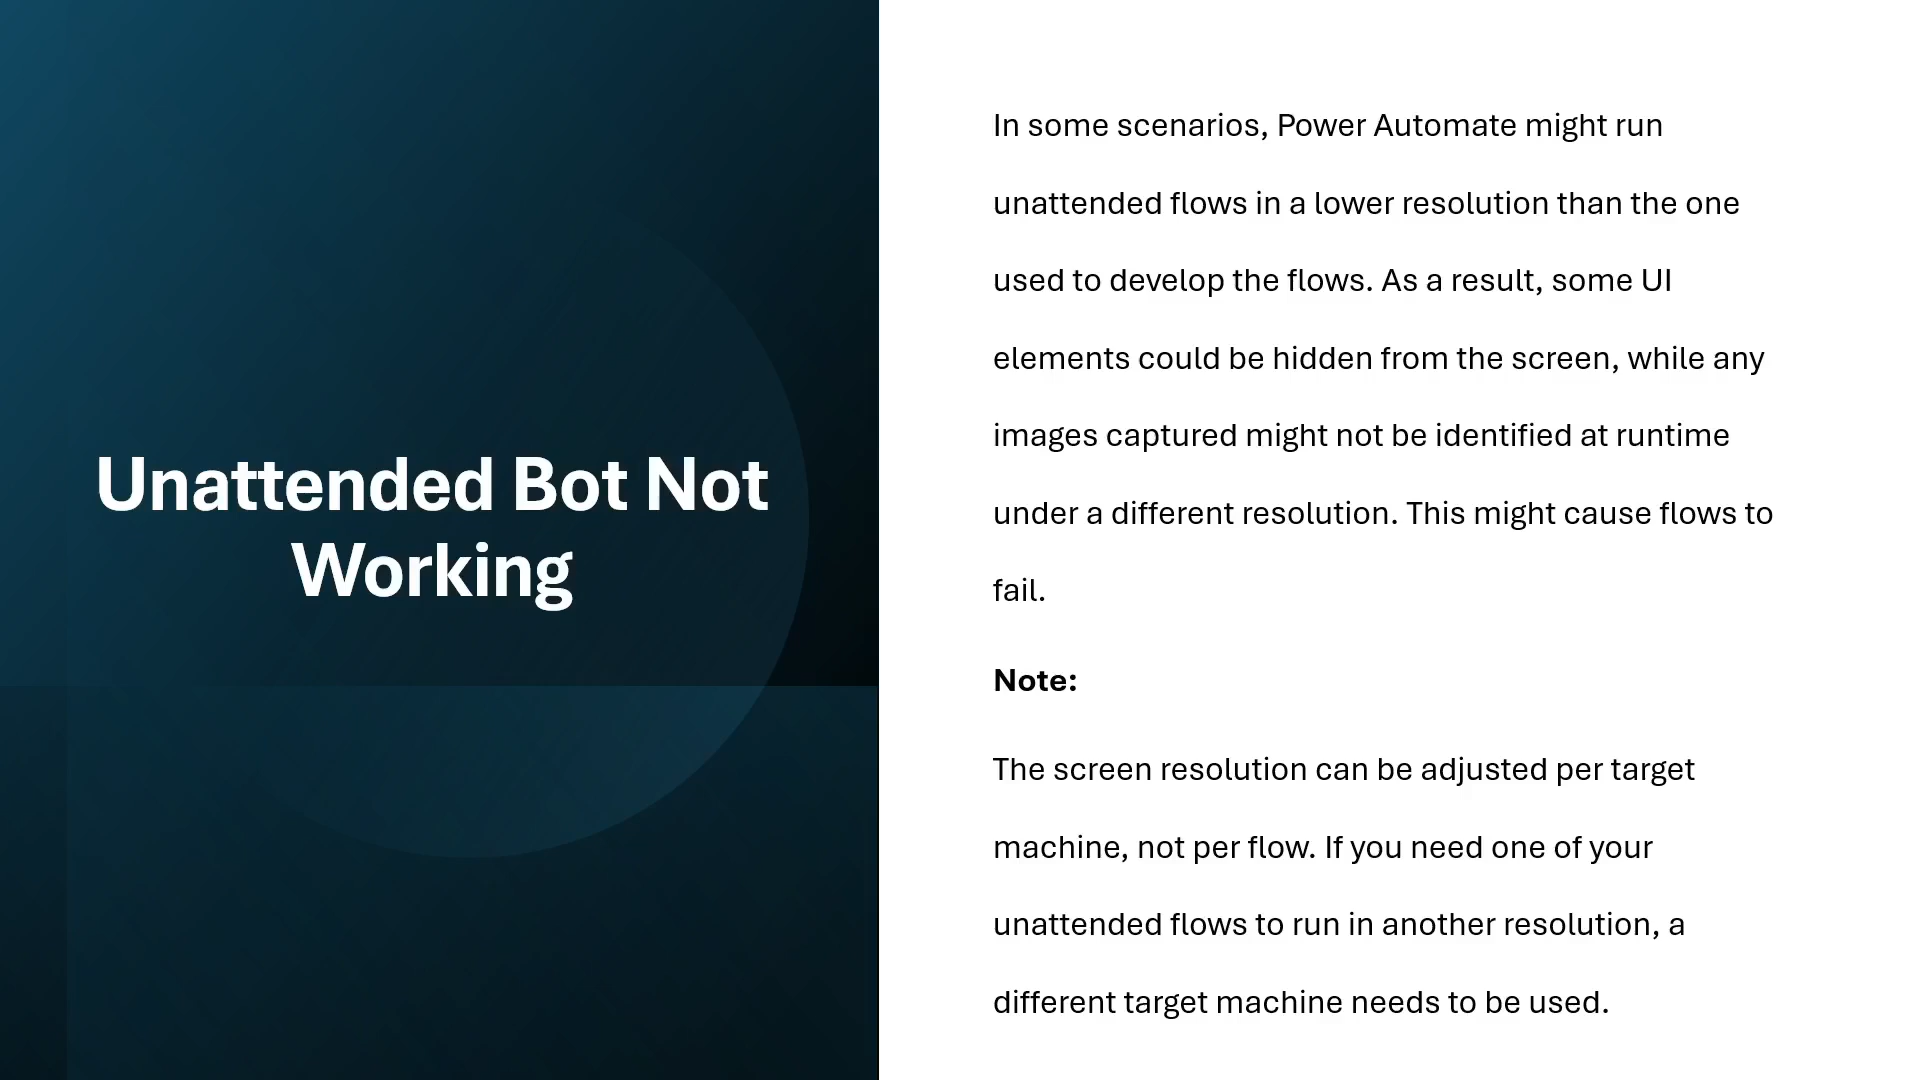 Unattended Bot Not
Working
In some scenarios, Power Automate might run
unattended flows in a lower resolution than the one
used to develop the flows. As a result, some UI
elements could be hidden from the screen, while any
images captured might not be identified at runtime
under a different resolution. This might cause flows to
fail.
Note:
The screen resolution can be adjusted per target
machine, not per flow. If you need one of your
unattended flows to run in another resolution, a
different target machine needs to be used.